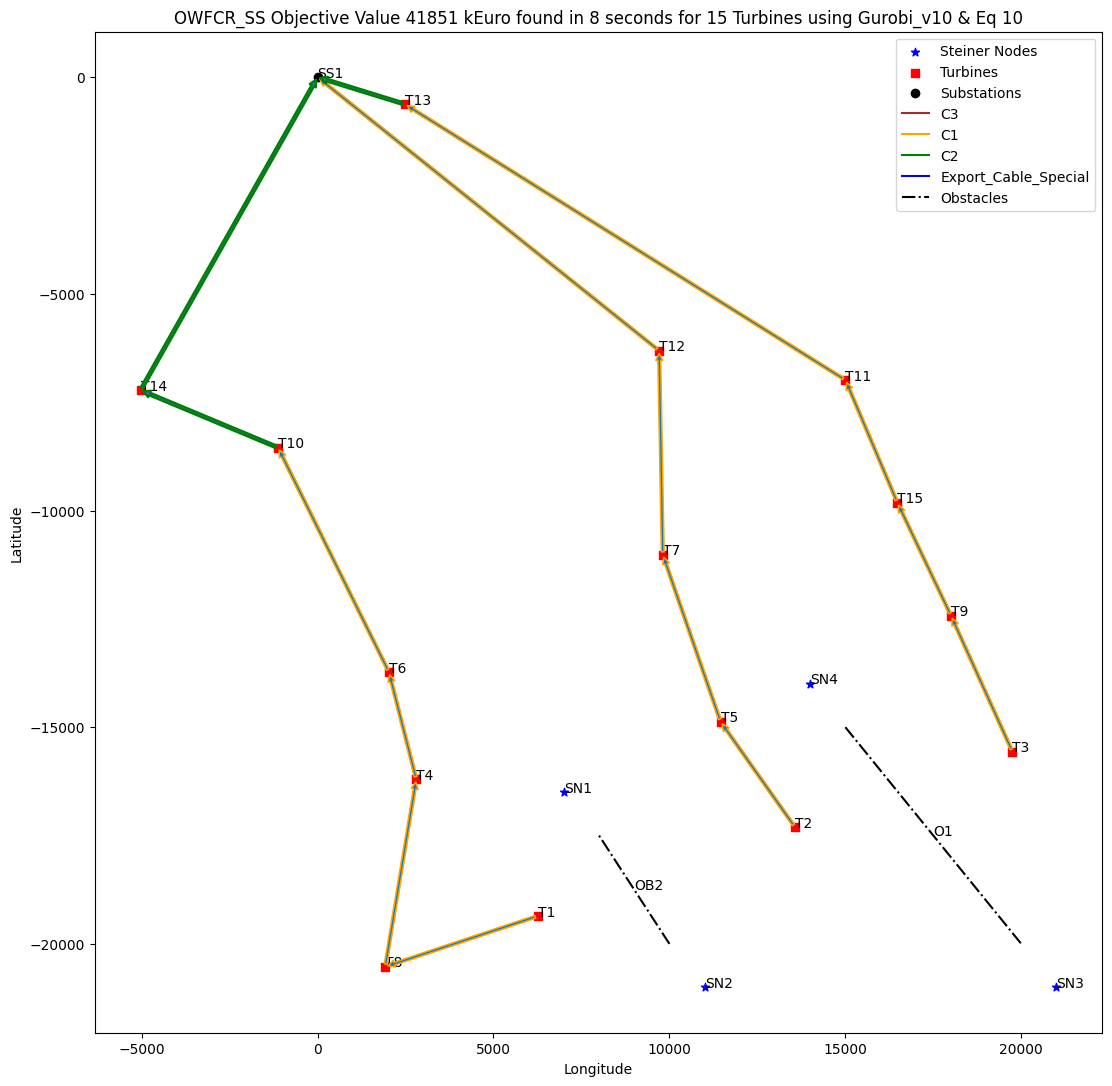 OWFCR_SS Objective Value 41851 kEuro found in 8 seconds for 15 Turbines using Gurobi_v10 & Eq 10
Steiner Nodes
Turbines
Substations
C3
C1
C2
Export_Cable_Special
Obstacles
SS1
T13
T12
T11
T14
T10
T15
T7
T9
T6
SN4
T5
T3
T4
SN1
T2
O1
OB2
T1
T8
SN2
SN3
0
−5000
−10000
−15000
−20000
Latitude
−5000
0
5000
10000
15000
20000
Longitude